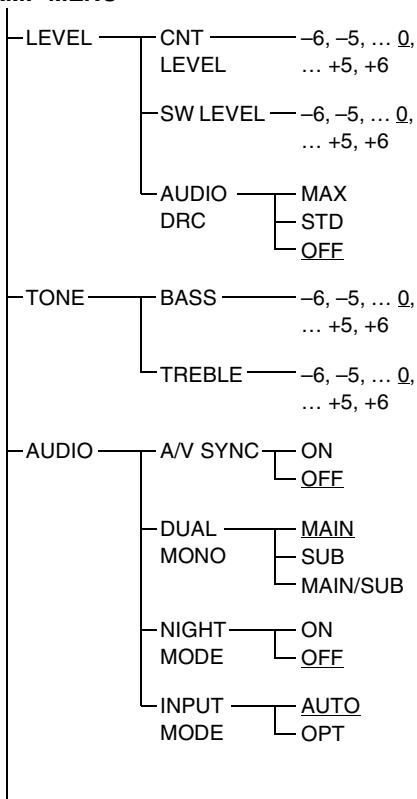 LEVEL CNT –6, –5, … 0,
LEVEL … +5, +6
SW LEVEL –6, –5, … 0,
… +5, +6
AUDIO MAX
DRC STD
OFF
TONE BASS –6, –5, … 0,
… +5, +6
TREBLE –6, –5, … 0,
… +5, +6
AUDIO A/V SYNC ON
OFF
DUAL MAIN
MONO SUB
MAIN/SUB
NIGHT ON
MODE OFF
INPUT AUTO
MODE OPT